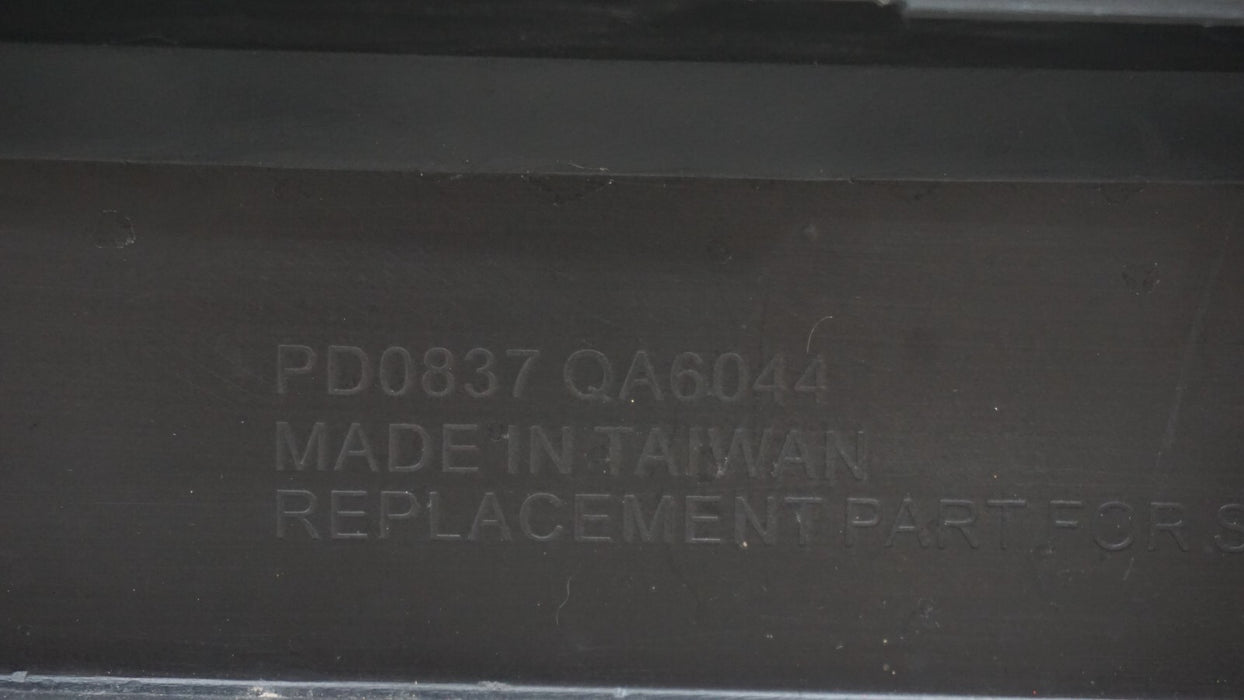 PD0837 QA6044
MADE IN TAIWAN
REPLACEMENT PART FOR S